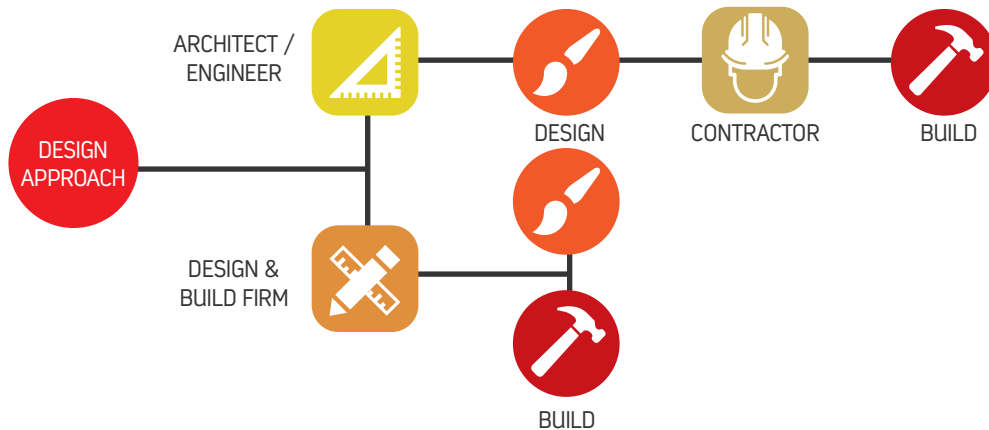 ARCHITECT /
ENGINEER
DESIGN
APPROACH
DESIGN
CONTRACTOR
BUILD
DESIGN &
BUILD FIRM
BUILD